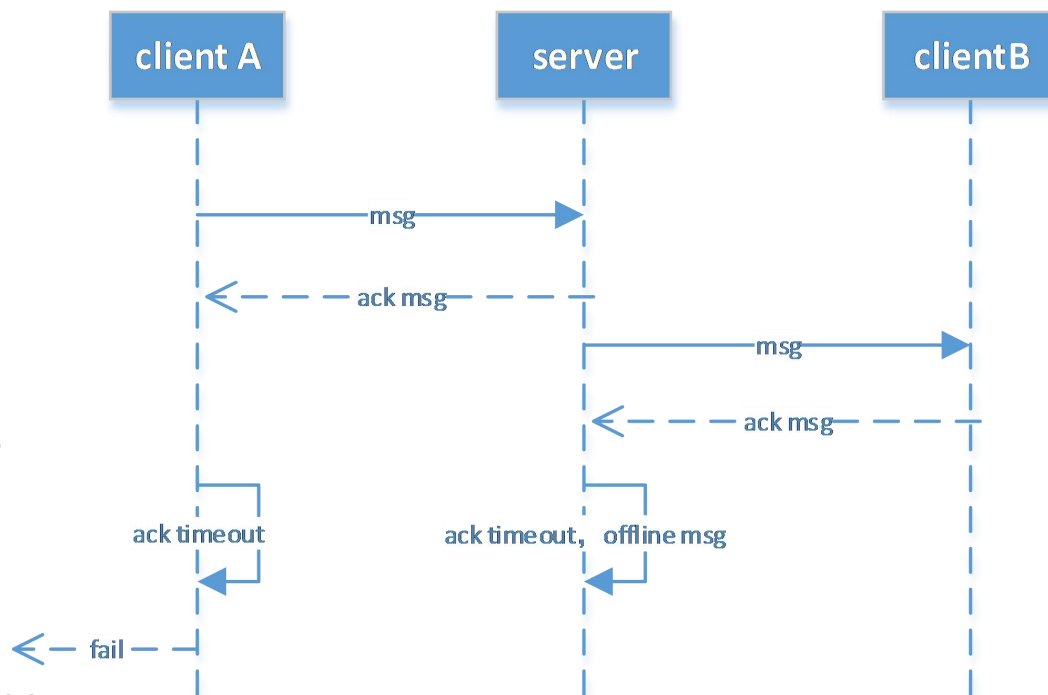 client A
server
clientB
msg
ack msg
msg
ack msg
ack timeout
ack timeout， offline msg
fail